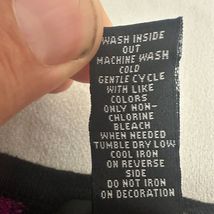 WASH INSIDE
OUT
MACHINE WASH
COLD
GENTLE CYCLE
WITH LIKE
COLORS
ONLY NON-
CHLORINE
BLEACH
WHEN NEEDED
TUMBLE DRY LOW
COOL IRON
ON REVERSE
SIDE
DO NOT IRON
ON DECORATION